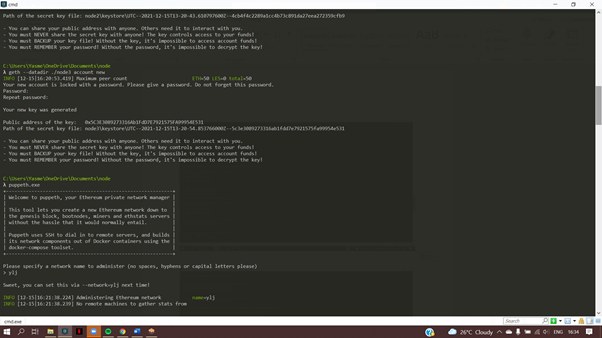 cmd
Path of the secret key file: node2\keystore\UTC--2021-12-15T13-20-43.6187976002--4cb4f4c2289a1cc4b73c891da27eea272359cfb9
- You can share your public address with anyone. Others need it to interact with you.
- You must NEVER share the secret key with anyone! The key controls access to your funds!
- You must BACKUP your key file! Without the key, it's impossible to access account funds!
- You must REMEMBER your password! Without the password, it's impossible to decrypt the key!
C:\Users\Yaxme\OneDrive\Documents\node
λ geth --datadir ./node3 account new
INFO [12-15|16:20:53.419] Maximum peer count ETH=50 LES=0 total=50
Your new account is locked with a password. Please give a password. Do not forget this password.
Password:
Repeat password:
Your new key was generated
Public address of the key:
Path of the secret key file:
- You can share your public address with anyone. Others need it to interact with you.
- You must NEVER share the secret key with anyone! The key controls access to your funds!
- You must BACKUP your key file! Without the key, it's impossible to access account funds!
- You must REMEMBER your password! Without the password, it's impossible to decrypt the key!
C:\Users\Yaxme\OneDrive\Documents\node
λ puppeth.exe
+-----------------------------------------------------------+
| Welcome to puppeth, your Ethereum private network manager |
| |
| This tool lets you create a new Ethereum network down to |
| the genesis block, bootnodes, miners and ethstats servers |
| without the hassle that it would normally entail. |
| |
| Puppeth uses SSH to dial in to remote servers, and builds |
| its network components out of Docker containers using the |
| docker-compose toolset. |
+-----------------------------------------------------------+
Please specify a network name to administer (no spaces, hyphens or capital letters please)
> ylj
Sweet, you can set this via --network=ylj next time!
INFO [12-15|16:21:38.224] Administering Ethereum network name=ylj
INFO [12-15|16:21:38.239] No remote machines to gather stats from
cmd.exe
Search
26°C Cloudy
ENG
16:34